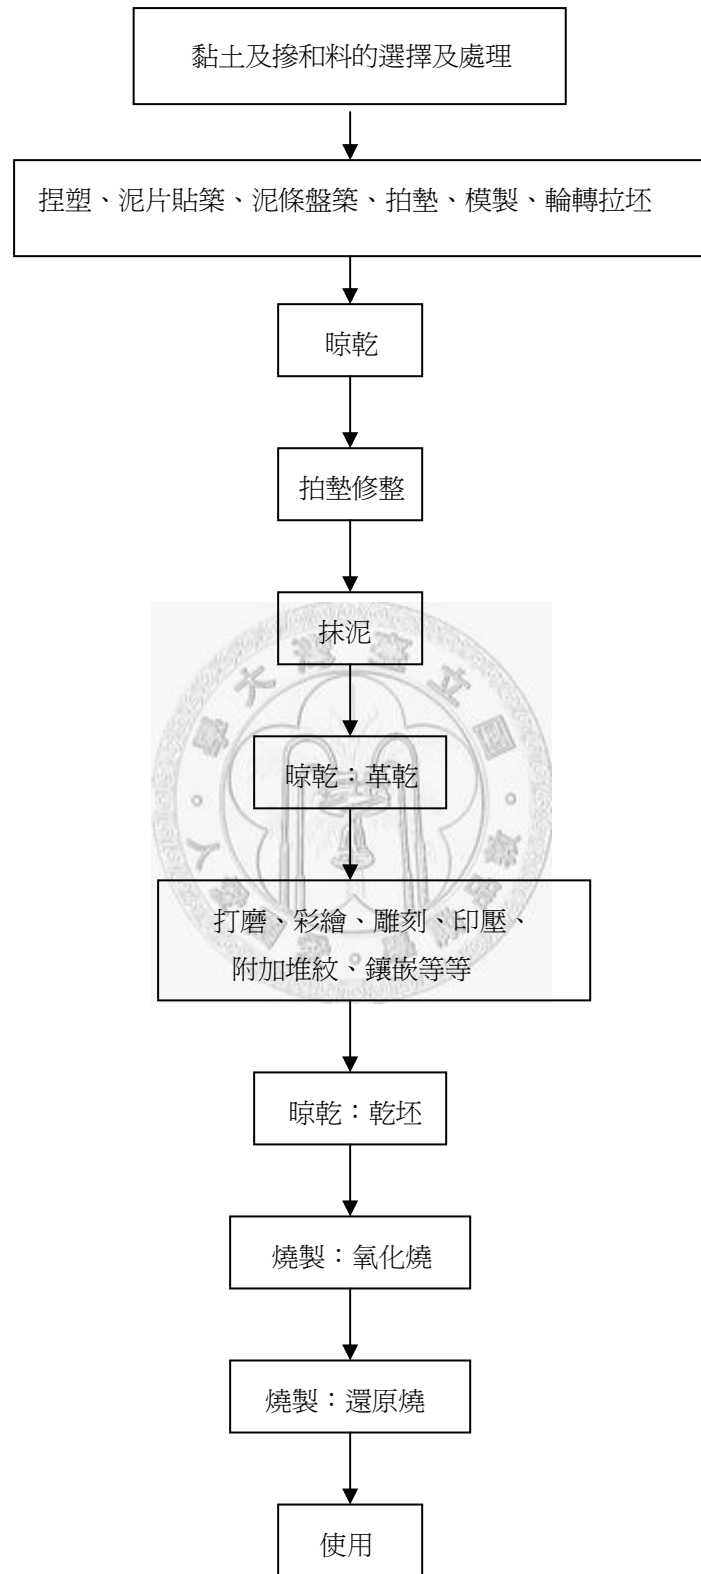 黏土及摻和料的選擇及處理
捏塑、泥片貼築、泥條盤築、拍墊、模製、輪轉拉坯
晾乾
拍墊修整
抹泥
晾乾：革乾
打磨、彩繪、雕刻、印壓、
附加堆紋、鑲嵌等等
晾乾：乾坯
燒製：氧化燒
燒製：還原燒
使用